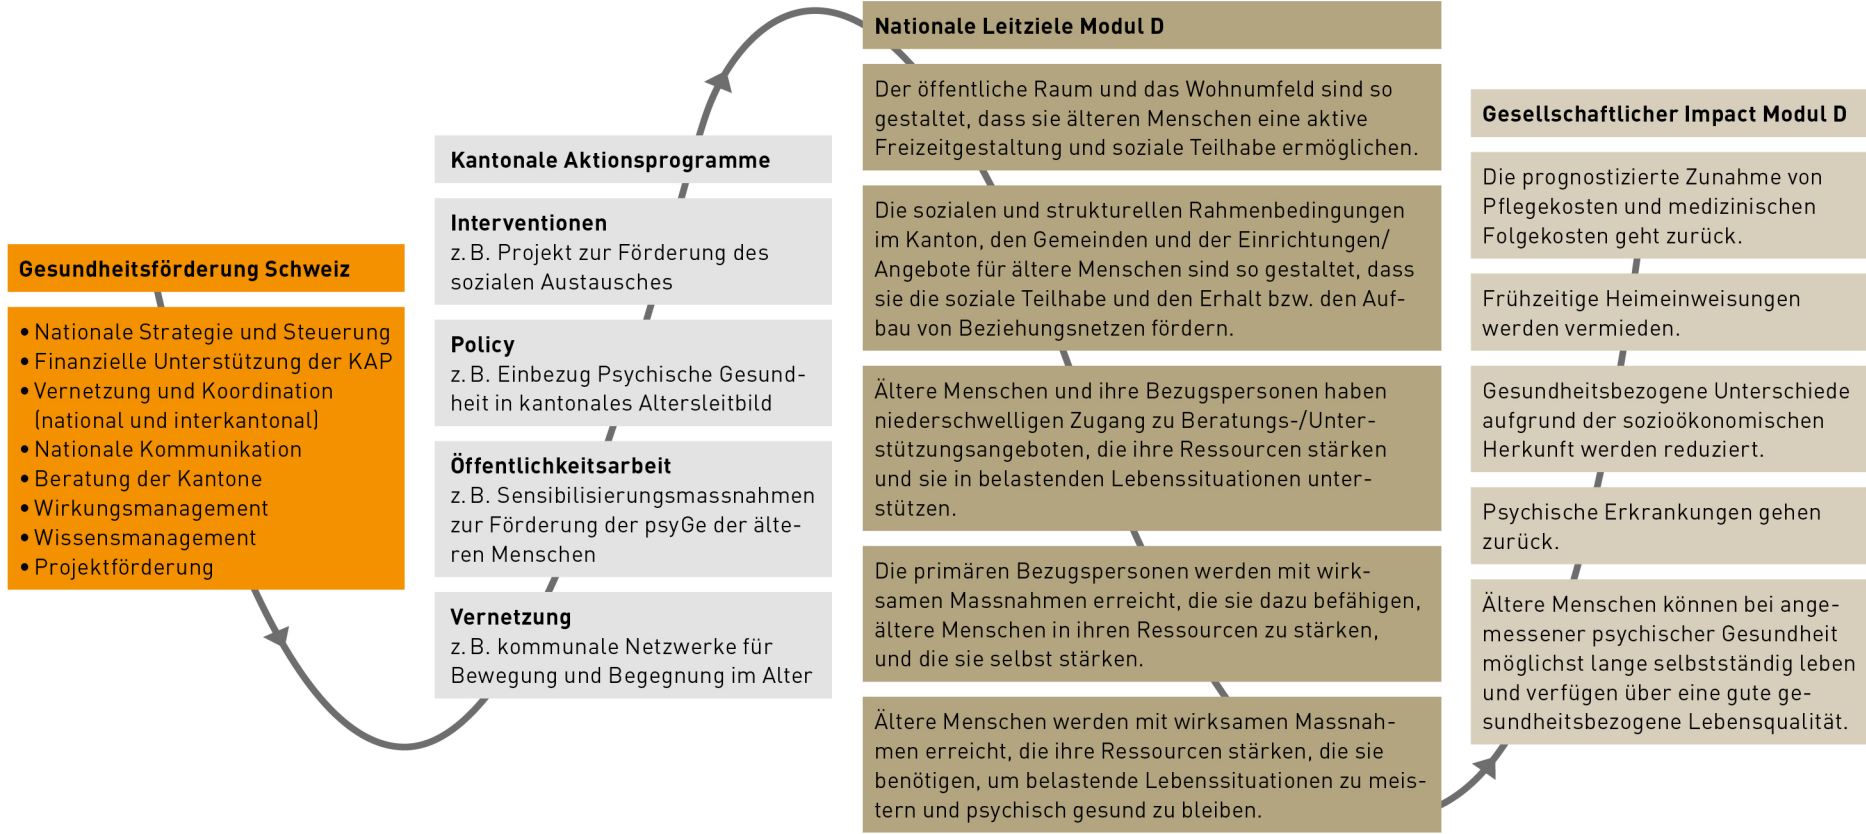 Gesundheitsförderung Schweiz
• Nationale Strategie und Steuerung
• Finanzielle Unterstützung der KAP
• Vernetzung und Koordination
(national und interkantonal)
• Nationale Kommunikation
• Beratung der Kantone
• Wirkungsmanagement
• Wissensmanagement
• Projektförderung
Kantonale Aktionsprogramme
Interventionen
z. B. Projekt zur Förderung des
sozialen Austausches
Policy
z. B. Einbezug Psychische Gesund-
heit in kantonales Altersleitbild
Öffentlichkeitsarbeit
z. B. Sensibilisierungsmassnahmen
zur Förderung der psyGe der älte-
ren Menschen
Vernetzung
z. B. kommunale Netzwerke für
Bewegung und Begegnung im Alter
Nationale Leitziele Modul D
Der öffentliche Raum und das Wohnumfeld sind so
gestaltet, dass sie älteren Menschen eine aktive
Freizeitgestaltung und soziale Teilhabe ermöglichen.
Die sozialen und strukturellen Rahmenbedingungen
im Kanton, den Gemeinden und der Einrichtungen/
Angebote für ältere Menschen sind so gestaltet, dass
sie die soziale Teilhabe und den Erhalt bzw. den Auf-
bau von Beziehungsnetzen fördern.
Ältere Menschen und ihre Bezugspersonen haben
niederschwelligen Zugang zu Beratungs-/Unter-
stützungsangeboten, die ihre Ressourcen stärken
und sie in belastenden Lebenssituationen unter-
stützen.
Die primären Bezugspersonen werden mit wirk-
samen Massnahmen erreicht, die sie dazu befähigen,
ältere Menschen in ihren Ressourcen zu stärken,
und die sie selbst stärken.
Ältere Menschen werden mit wirksamen Massnah-
men erreicht, die ihre Ressourcen stärken, die sie
benötigen, um belastende Lebenssituationen zu meis-
tern und psychisch gesund zu bleiben.
Gesellschaftlicher Impact Modul D
Die prognostizierte Zunahme von
Pflegekosten und medizinischen
Folgekosten geht zurück.
Frühzeitige Heimeinweisungen
werden vermieden.
Gesundheitsbezogene Unterschiede
aufgrund der sozioökonomischen
Herkunft werden reduziert.
Psychische Erkrankungen gehen
zurück.
Ältere Menschen können bei ange-
messener psychischer Gesundheit
möglichst lange selbstständig leben
und verfügen über eine gute ge-
sundheitsbezogene Lebensqualität.